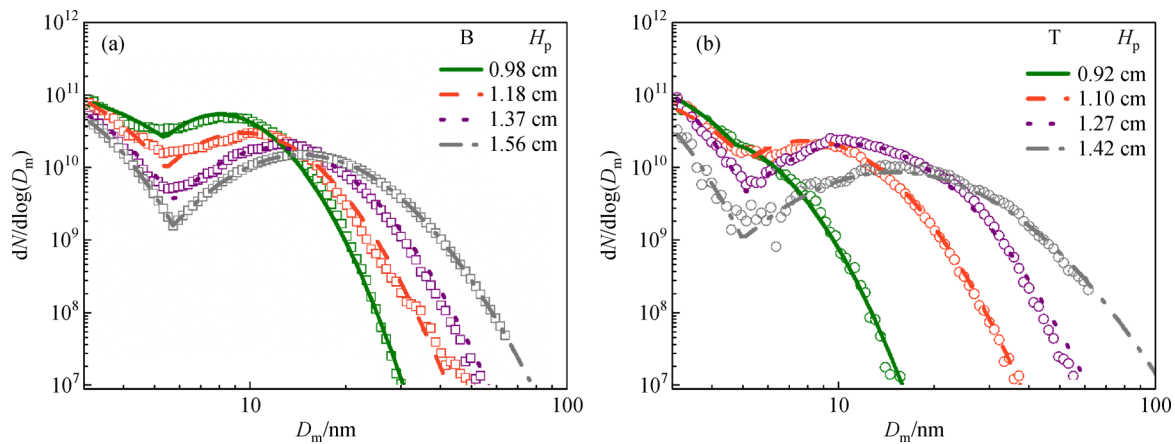 10^12
10^11
10^10
10^9
10^8
10^7
dN/dlog(D_m)
(a)
B H_p
0.98 cm
1.18 cm
1.37 cm
1.56 cm
10 100
D_m/nm
10^12
10^11
10^10
10^9
10^8
10^7
dN/dlog(D_m)
(b)
T H_p
0.92 cm
1.10 cm
1.27 cm
1.42 cm
10 100
D_m/nm